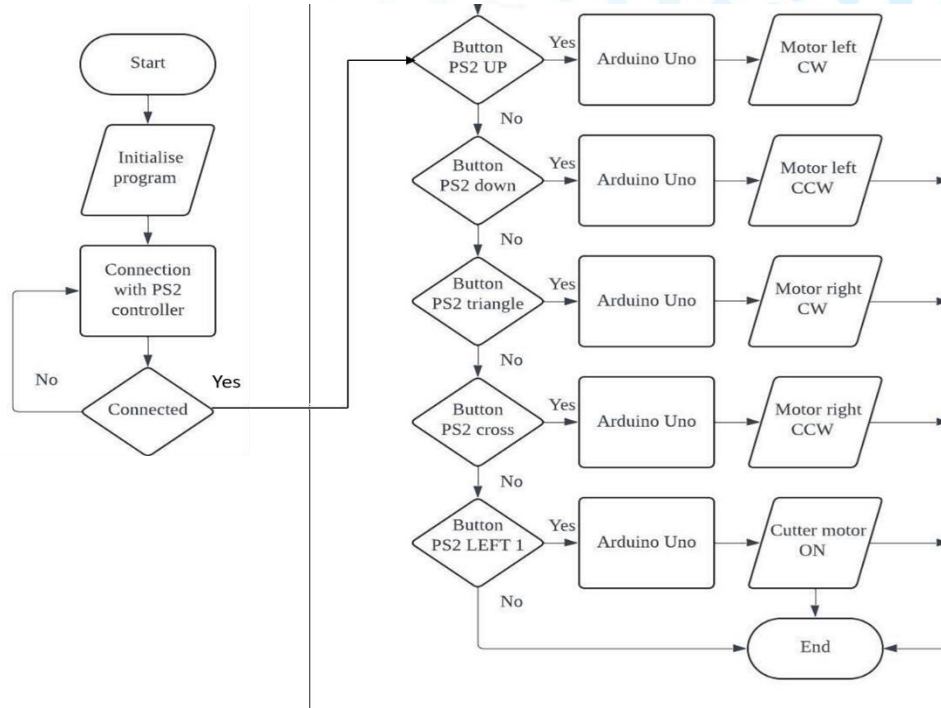 Start
Initialise
program
Connection
with PS2
controller
No
Connected
Yes
Button
PS2 UP
Yes
Arduino Uno
Motor left
CW
No
Button
PS2 down
Yes
Arduino Uno
Motor left
CCW
No
Button
PS2 triangle
Yes
Arduino Uno
Motor right
CW
No
Button
PS2 cross
Yes
Arduino Uno
Motor right
CCW
No
Button
PS2 LEFT 1
Yes
Arduino Uno
Cutter motor
ON
No
End